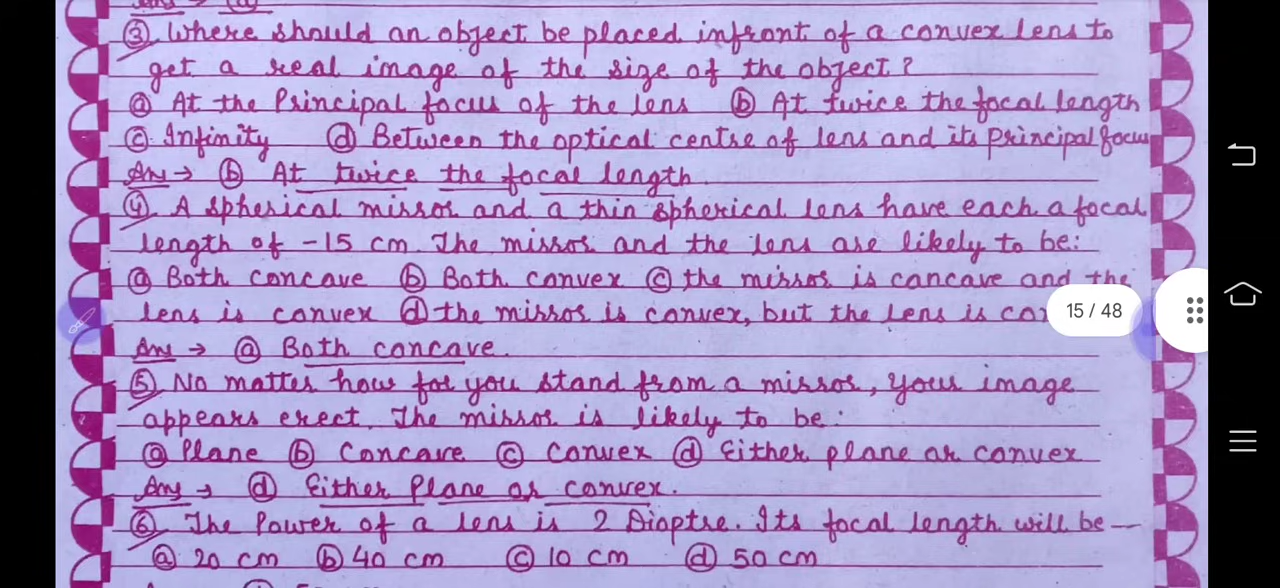 ③ Where should an object be placed infront of a convex lens to
get a real image of the size of the object?
ⓐ At the Principal focus of the lens ⓑ At twice the focal length
ⓒ Infinity ⓓ Between the optical centre of lens and its principal focus
Ans → ⓑ At twice the focal length.
④ A spherical mirror and a thin spherical lens have each a focal
length of -15 cm. The mirror and the lens are likely to be:
ⓐ Both concave ⓑ Both convex ⓒ the mirror is cancave and the
lens is convex ⓓ the mirror is convex, but the lens is
15 / 48
Ans → ⓐ Both concave.
⑤ No matter how far you stand from a mirror, your image
appears erect. The mirror is likely to be:
ⓐ Plane ⓑ Concave ⓒ Convex ⓓ Either plane or convex
Ans → ⓓ Either Plane or convex.
⑥ The Power of a lens is 2 Dioptre. Its focal length will be —
ⓐ 20 cm ⓑ 40 cm ⓒ 10 cm ⓓ 50 cm